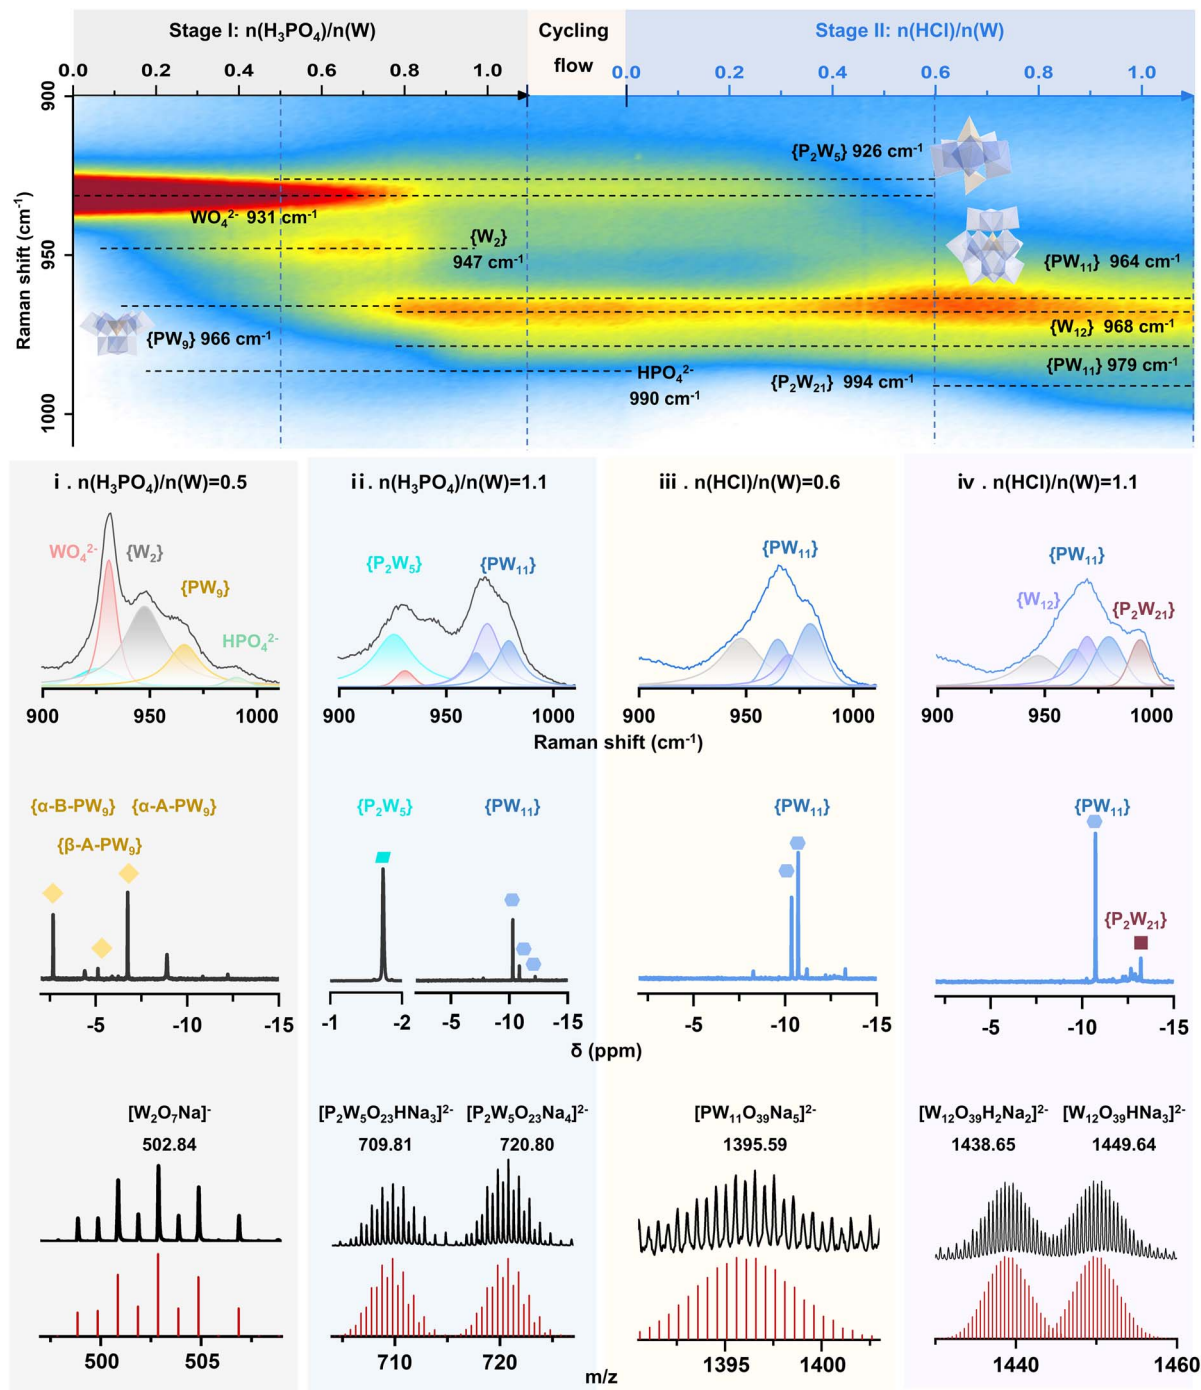 Stage I: n(H₃PO₄)/n(W)
Cycling
flow
Stage II: n(HCl)/n(W)
0.0 0.2 0.4 0.6 0.8 1.0
0.0 0.2 0.4 0.6 0.8 1.0
Raman shift (cm⁻¹)
900
950
1000
{P₂W₅} 926 cm⁻¹
WO₄²⁻ 931 cm⁻¹
{W₂}
947 cm⁻¹
{PW₁₁} 964 cm⁻¹
{PW₉} 966 cm⁻¹
{W₁₂} 968 cm⁻¹
{PW₁₁} 979 cm⁻¹
HPO₄²⁻
990 cm⁻¹
{P₂W₂₁} 994 cm⁻¹
i . n(H₃PO₄)/n(W)=0.5
ii . n(H₃PO₄)/n(W)=1.1
iii . n(HCl)/n(W)=0.6
iv . n(HCl)/n(W)=1.1
WO₄²⁻
{W₂}
{PW₉}
HPO₄²⁻
{P₂W₅}
{PW₁₁}
{PW₁₁}
{PW₁₁}
{W₁₂}
{P₂W₂₁}
900 950 1000
900 950 1000
900 950 1000
900 950 1000
Raman shift (cm⁻¹)
{α-B-PW₉} {α-A-PW₉}
{β-A-PW₉}
{P₂W₅}
{PW₁₁}
{PW₁₁}
{PW₁₁}
{P₂W₂₁}
-5 -10 -15
-1 -2 -5 -10 -15
-5 -10 -15
-5 -10 -15
δ (ppm)
[W₂O₇Na]⁻
502.84
[P₂W₅O₂₃HNa₃]²⁻ [P₂W₅O₂₃Na₄]²⁻
709.81 720.80
[PW₁₁O₃₉Na₅]²⁻
1395.59
[W₁₂O₃₉H₂Na₂]²⁻ [W₁₂O₃₉HNa₃]²⁻
1438.65 1449.64
500 505
710 720
1395 1400
1440 1460
m/z